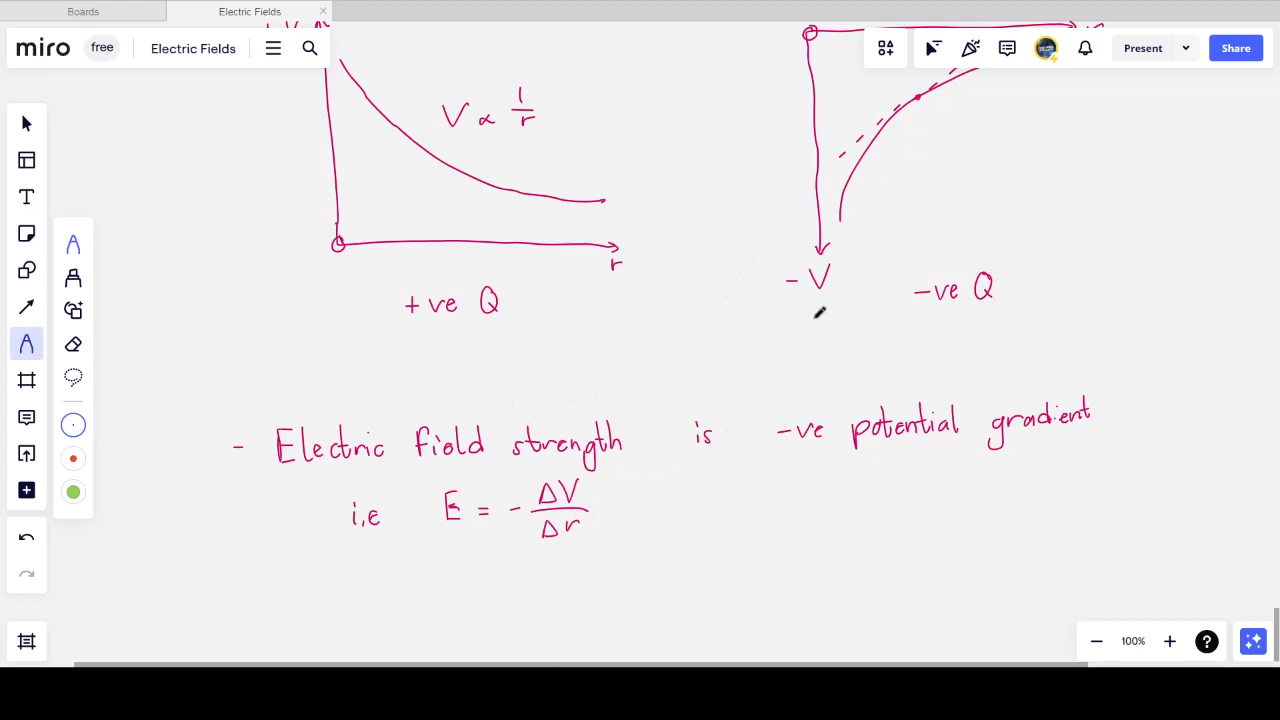 Boards
Electric Fields
miro free Electric Fields
Present
Share
V ∝ 1/r
r
- V
+ve Q
-ve Q
- Electric field strength is -ve potential gradient
i,e E = - ΔV/Δr
100%